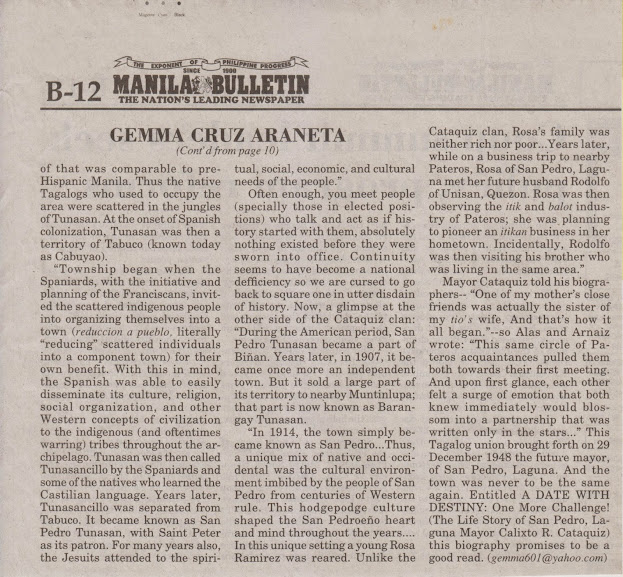 THE EXPONENT OF PHILIPPINE PROGRESS
SINCE 1900
B-12 MANILA BULLETIN
THE NATION'S LEADING NEWSPAPER
GEMMA CRUZ ARANETA
(Cont'd from page 10)
of that was comparable to pre-
Hispanic Manila. Thus the native
Tagalogs who used to occupy the
area were scattered in the jungles
of Tunasan. At the onset of Spanish
colonization, Tunasan was then a
territory of Tabuco (known today
as Cabuyao).
"Township began when the
Spaniards, with the initiative and
planning of the Franciscans, invit-
ed the scattered indigenous people
into organizing themselves into a
town (reduccion a pueblo, literally
"reducing" scattered individuals
into a component town) for their
own benefit. With this in mind,
the Spanish was able to easily
disseminate its culture, religion,
social organization, and other
Western concepts of civilization
to the indigenous (and oftentimes
warring) tribes throughout the ar-
chipelago. Tunasan was then called
Tunasancillo by the Spaniards and
some of the natives who learned the
Castilian language. Years later,
Tunasancillo was separated from
Tabuco. It became known as San
Pedro Tunasan, with Saint Peter
as its patron. For many years also,
the Jesuits attended to the spiri-
tual, social, economic, and cultural
needs of the people."
Often enough, you meet people
(specially those in elected posi-
tions) who talk and act as if his-
tory started with them, absolutely
nothing existed before they were
sworn into office. Continuity
seems to have become a national
defficiency so we are cursed to go
back to square one in utter disdain
of history. Now, a glimpse at the
other side of the Cataquiz clan:
"During the American period, San
Pedro Tunasan became a part of
Biñan. Years later, in 1907, it be-
came once more an independent
town. But it sold a large part of
its territory to nearby Muntinlupa;
that part is now known as Baran-
gay Tunasan.
"In 1914, the town simply be-
came known as San Pedro...Thus,
a unique mix of native and occi-
dental was the cultural environ-
ment imbibed by the people of San
Pedro from centuries of Western
rule. This hodgepodge culture
shaped the San Pedroeño heart
and mind throughout the years....
In this unique setting a young Rosa
Ramirez was reared. Unlike the
Cataquiz clan, Rosa's family was
neither rich nor poor...Years later,
while on a business trip to nearby
Pateros, Rosa of San Pedro, Lagu-
na met her future husband Rodolfo
of Unisan, Quezon. Rosa was then
observing the itik and balot indus-
try of Pateros; she was planning
to pioneer an itikan business in her
hometown. Incidentally, Rodolfo
was then visiting his brother who
was living in the same area."
Mayor Cataquiz told his biogra-
phers-- "One of my mother's close
friends was actually the sister of
my tio's wife, And that's how it
all began."--so Alas and Arnaiz
wrote: "This same circle of Pa-
teros acquaintances pulled them
both towards their first meeting.
And upon first glance, each other
felt a surge of emotion that both
knew immediately would blos-
som into a partnership that was
written only in the stars..." This
Tagalog union brought forth on 29
December 1948 the future mayor,
of San Pedro, Laguna. And the
town was never to be the same
again. Entitled A DATE WITH
DESTINY: One More Challenge!
(The Life Story of San Pedro, La-
guna Mayor Calixto R. Cataquiz)
this biography promises to be a
good read. (gemma601@yahoo.com)